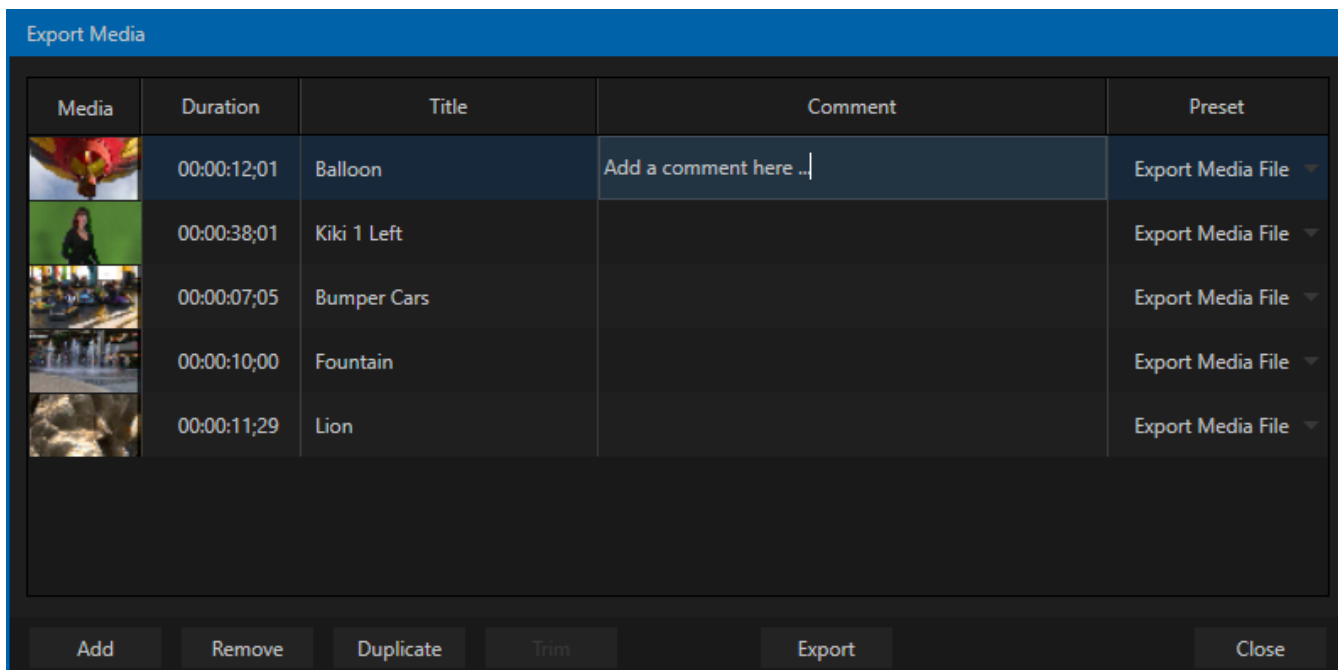 Export Media
Media Duration Title Comment Preset
00:00:12;01 Balloon Add a comment here ... Export Media File
00:00:38;01 Kiki 1 Left Export Media File
00:00:07;05 Bumper Cars Export Media File
00:00:10;00 Fountain Export Media File
00:00:11;29 Lion Export Media File
Add Remove Duplicate Trim Export Close